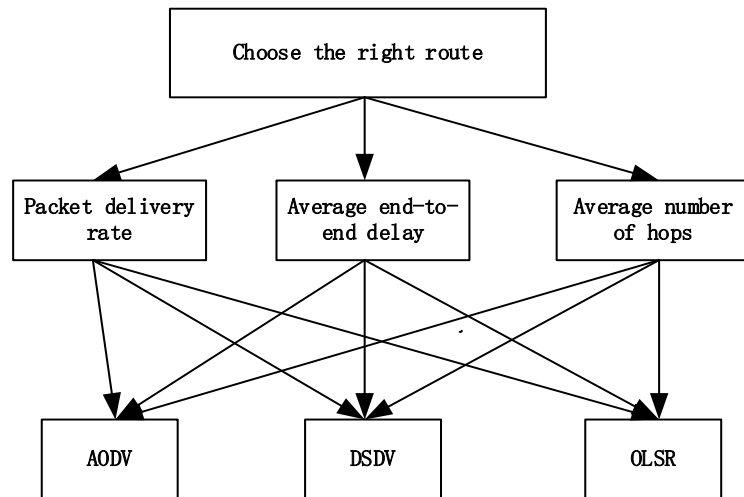 Choose the right route
Packet delivery
rate
Average end-to-
end delay
Average number
of hops
AODV
DSDV
OLSR